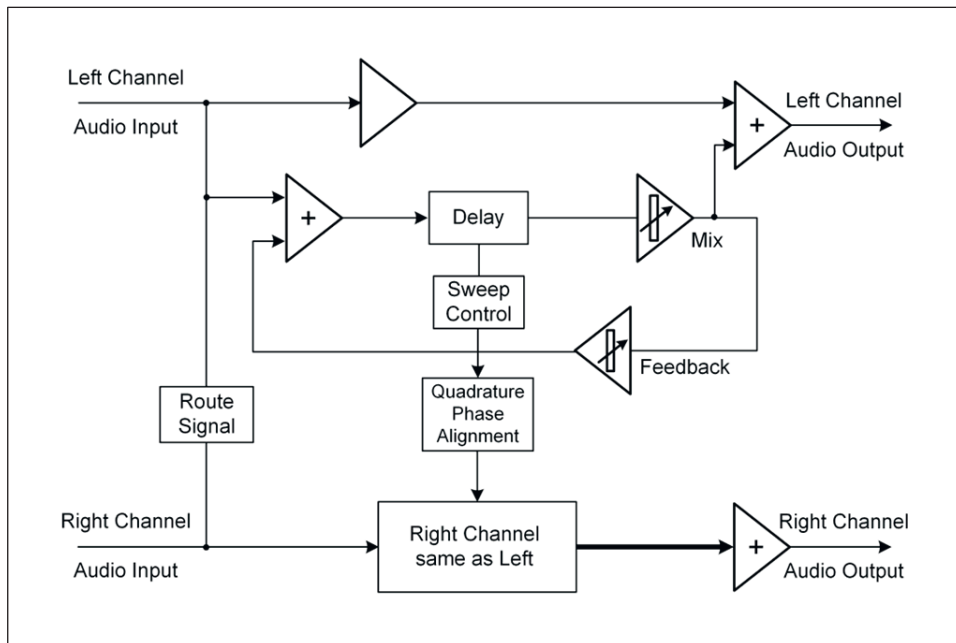 Left Channel
Audio Input
+
Left Channel
Audio Output
+
Delay
Mix
Sweep
Control
Feedback
Quadrature
Phase
Alignment
Route
Signal
Right Channel
Audio Input
Right Channel
same as Left
+
Right Channel
Audio Output